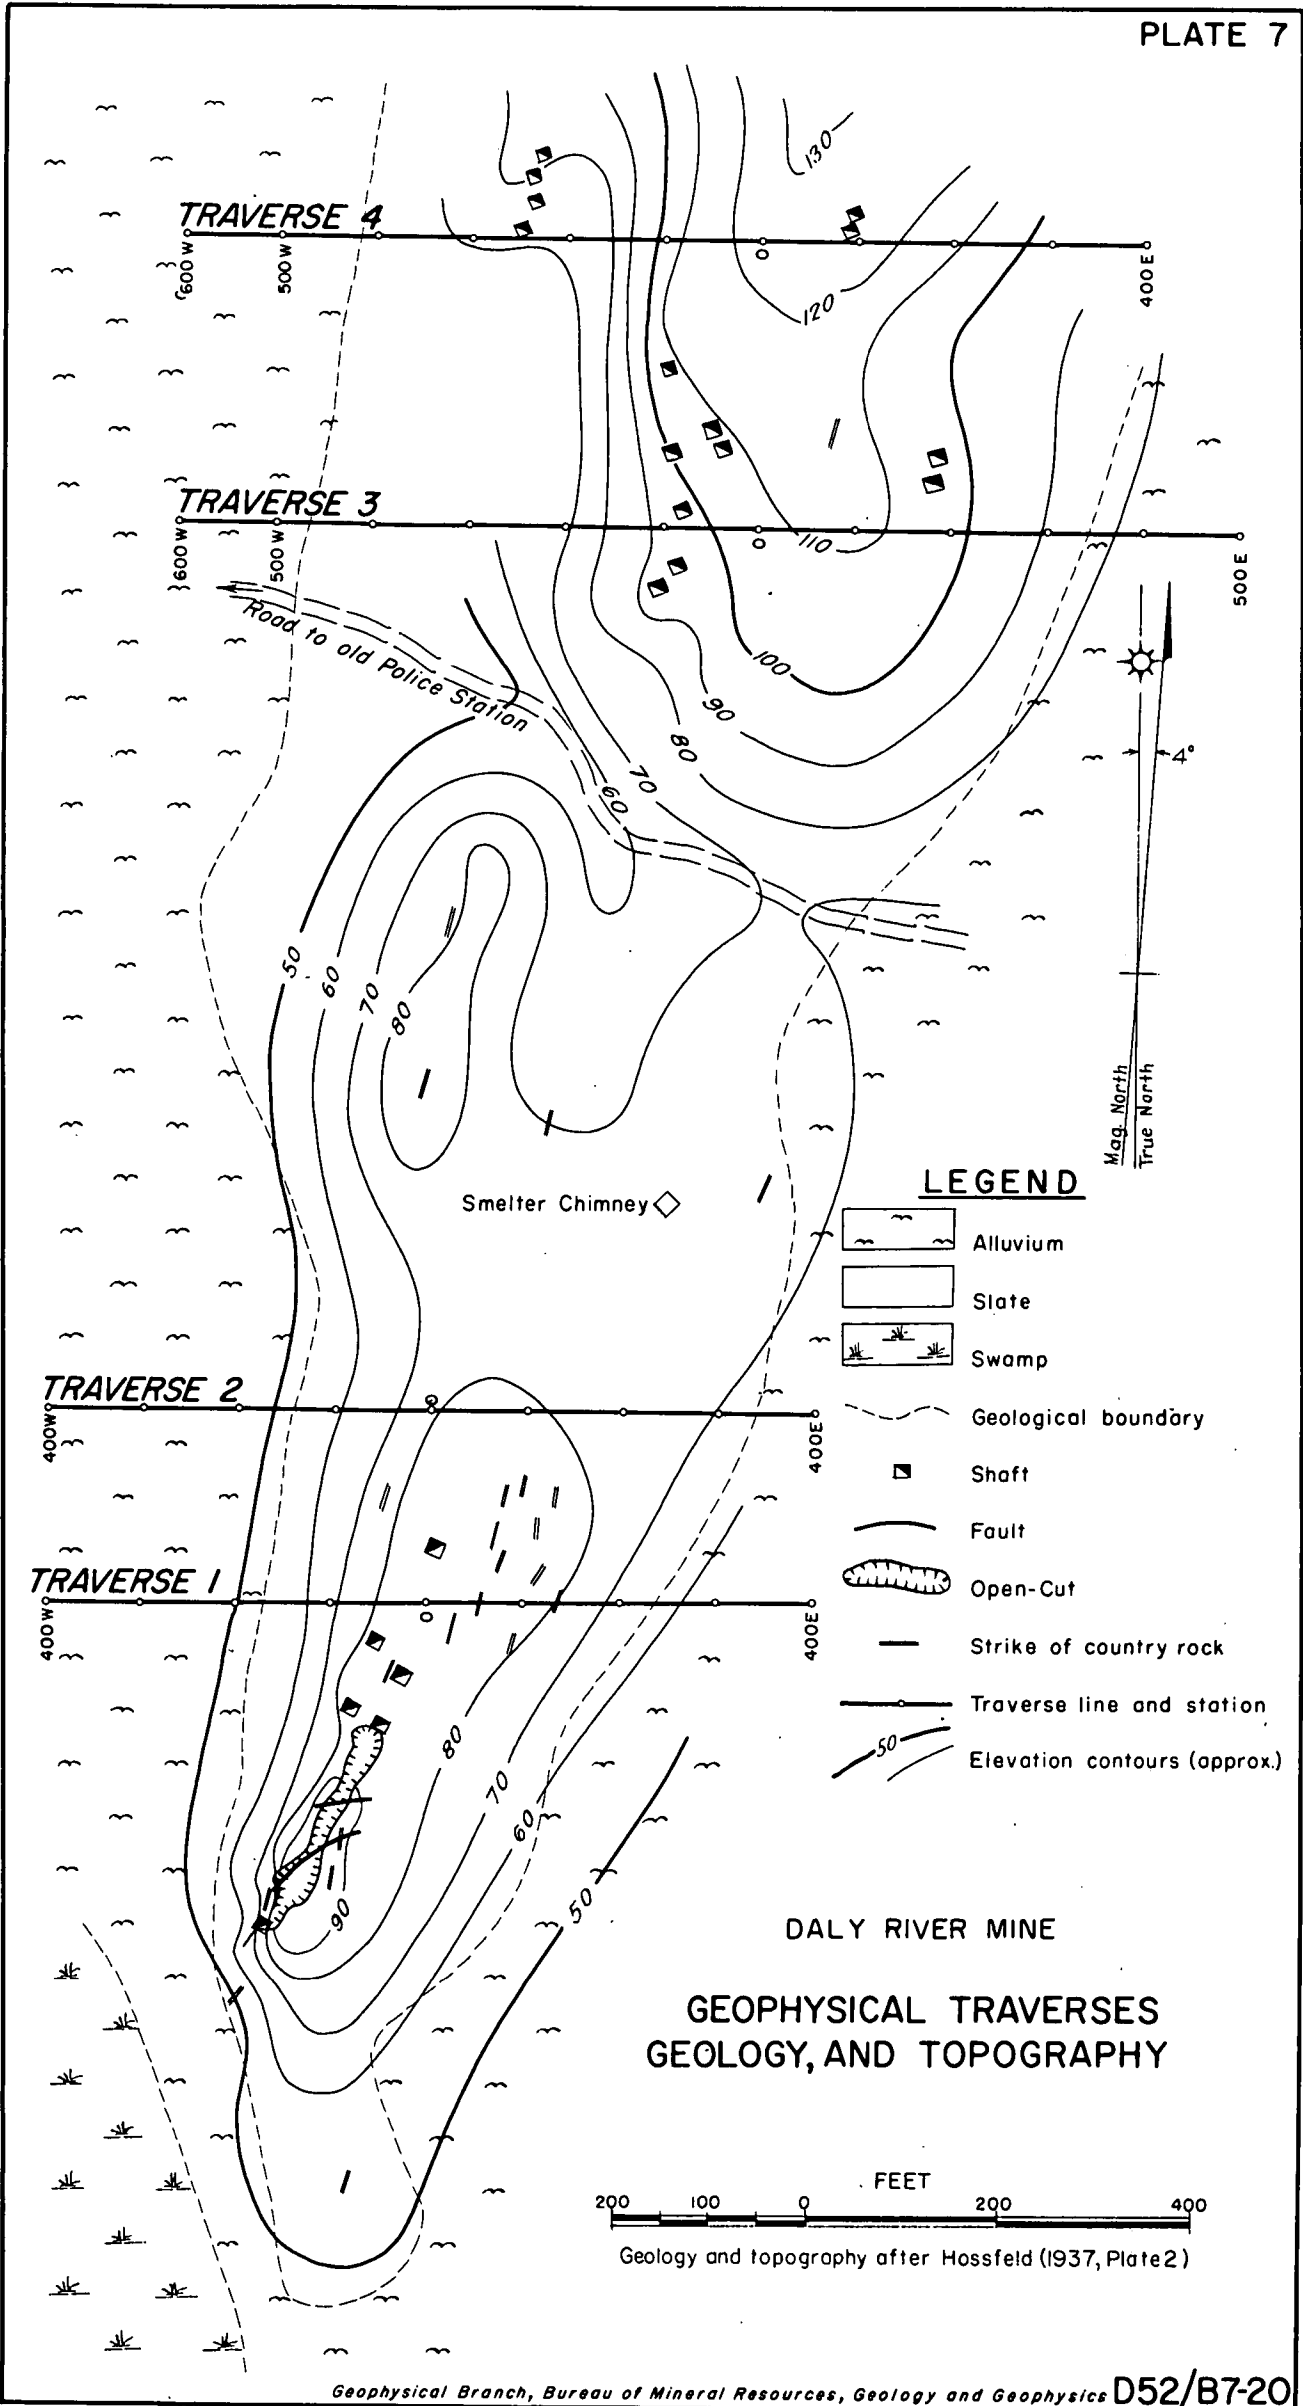 PLATE 7
130
TRAVERSE 4
600 W
500 W
0
400 E
120
TRAVERSE 3
600 W
500 W
0
110
500 E
Road to old Police Station
100
90
80
70
60
4°
50
60
70
80
Mag. North
True North
Smelter Chimney
LEGEND
Alluvium
Slate
Swamp
TRAVERSE 2
400W
0
400E
Geological boundary
Shaft
Fault
TRAVERSE 1
400W
0
400E
Open-Cut
Strike of country rock
Traverse line and station
50
Elevation contours (approx.)
80
70
60
50
90
DALY RIVER MINE
GEOPHYSICAL TRAVERSES
GEOLOGY, AND TOPOGRAPHY
FEET
200 100 0 200 400
Geology and topography after Hossfeld (1937, Plate 2)
Geophysical Branch, Bureau of Mineral Resources, Geology and Geophysics D52/B7-20